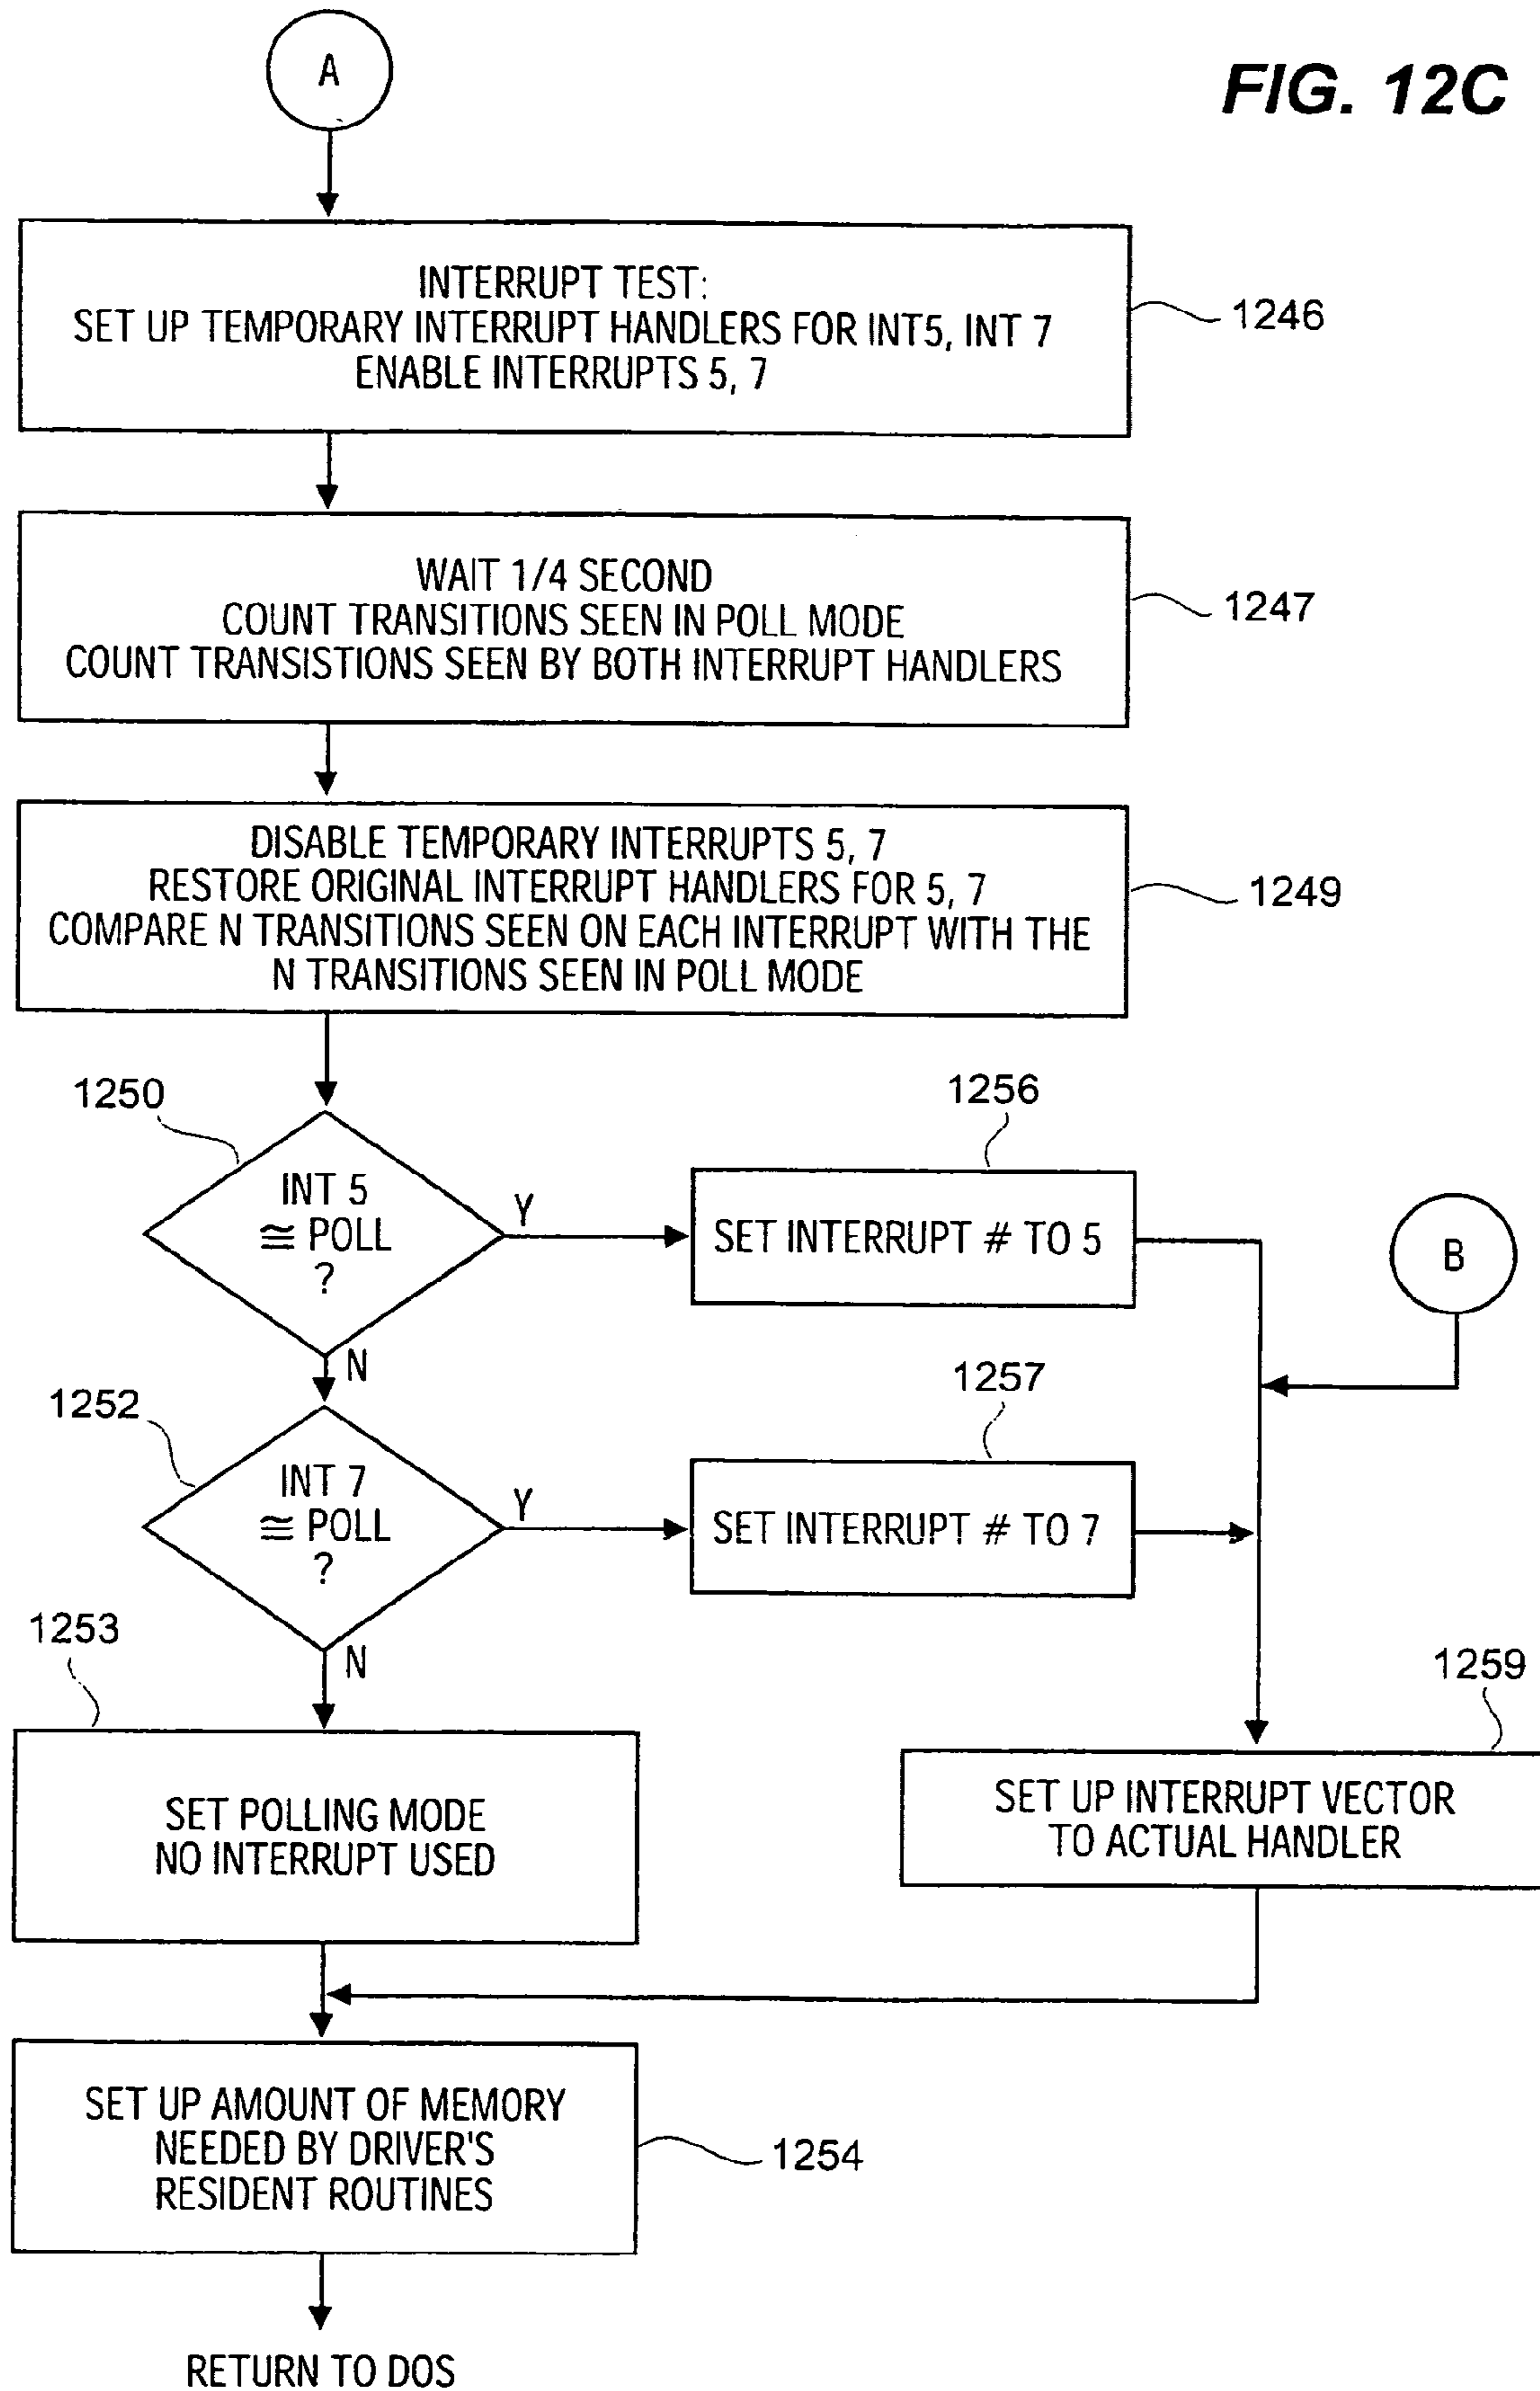 A
FIG. 12C
INTERRUPT TEST:
SET UP TEMPORARY INTERRUPT HANDLERS FOR INT5, INT 7
ENABLE INTERRUPTS 5, 7
1246
WAIT 1/4 SECOND
COUNT TRANSITIONS SEEN IN POLL MODE
COUNT TRANSISTIONS SEEN BY BOTH INTERRUPT HANDLERS
1247
DISABLE TEMPORARY INTERRUPTS 5, 7
RESTORE ORIGINAL INTERRUPT HANDLERS FOR 5, 7
COMPARE N TRANSITIONS SEEN ON EACH INTERRUPT WITH THE
N TRANSITIONS SEEN IN POLL MODE
1249
1250
INT 5
≅ POLL
?
Y
N
1256
SET INTERRUPT # TO 5
B
1252
INT 7
≅ POLL
?
Y
N
1257
SET INTERRUPT # TO 7
1253
SET POLLING MODE
NO INTERRUPT USED
1259
SET UP INTERRUPT VECTOR
TO ACTUAL HANDLER
SET UP AMOUNT OF MEMORY
NEEDED BY DRIVER'S
RESIDENT ROUTINES
1254
RETURN TO DOS